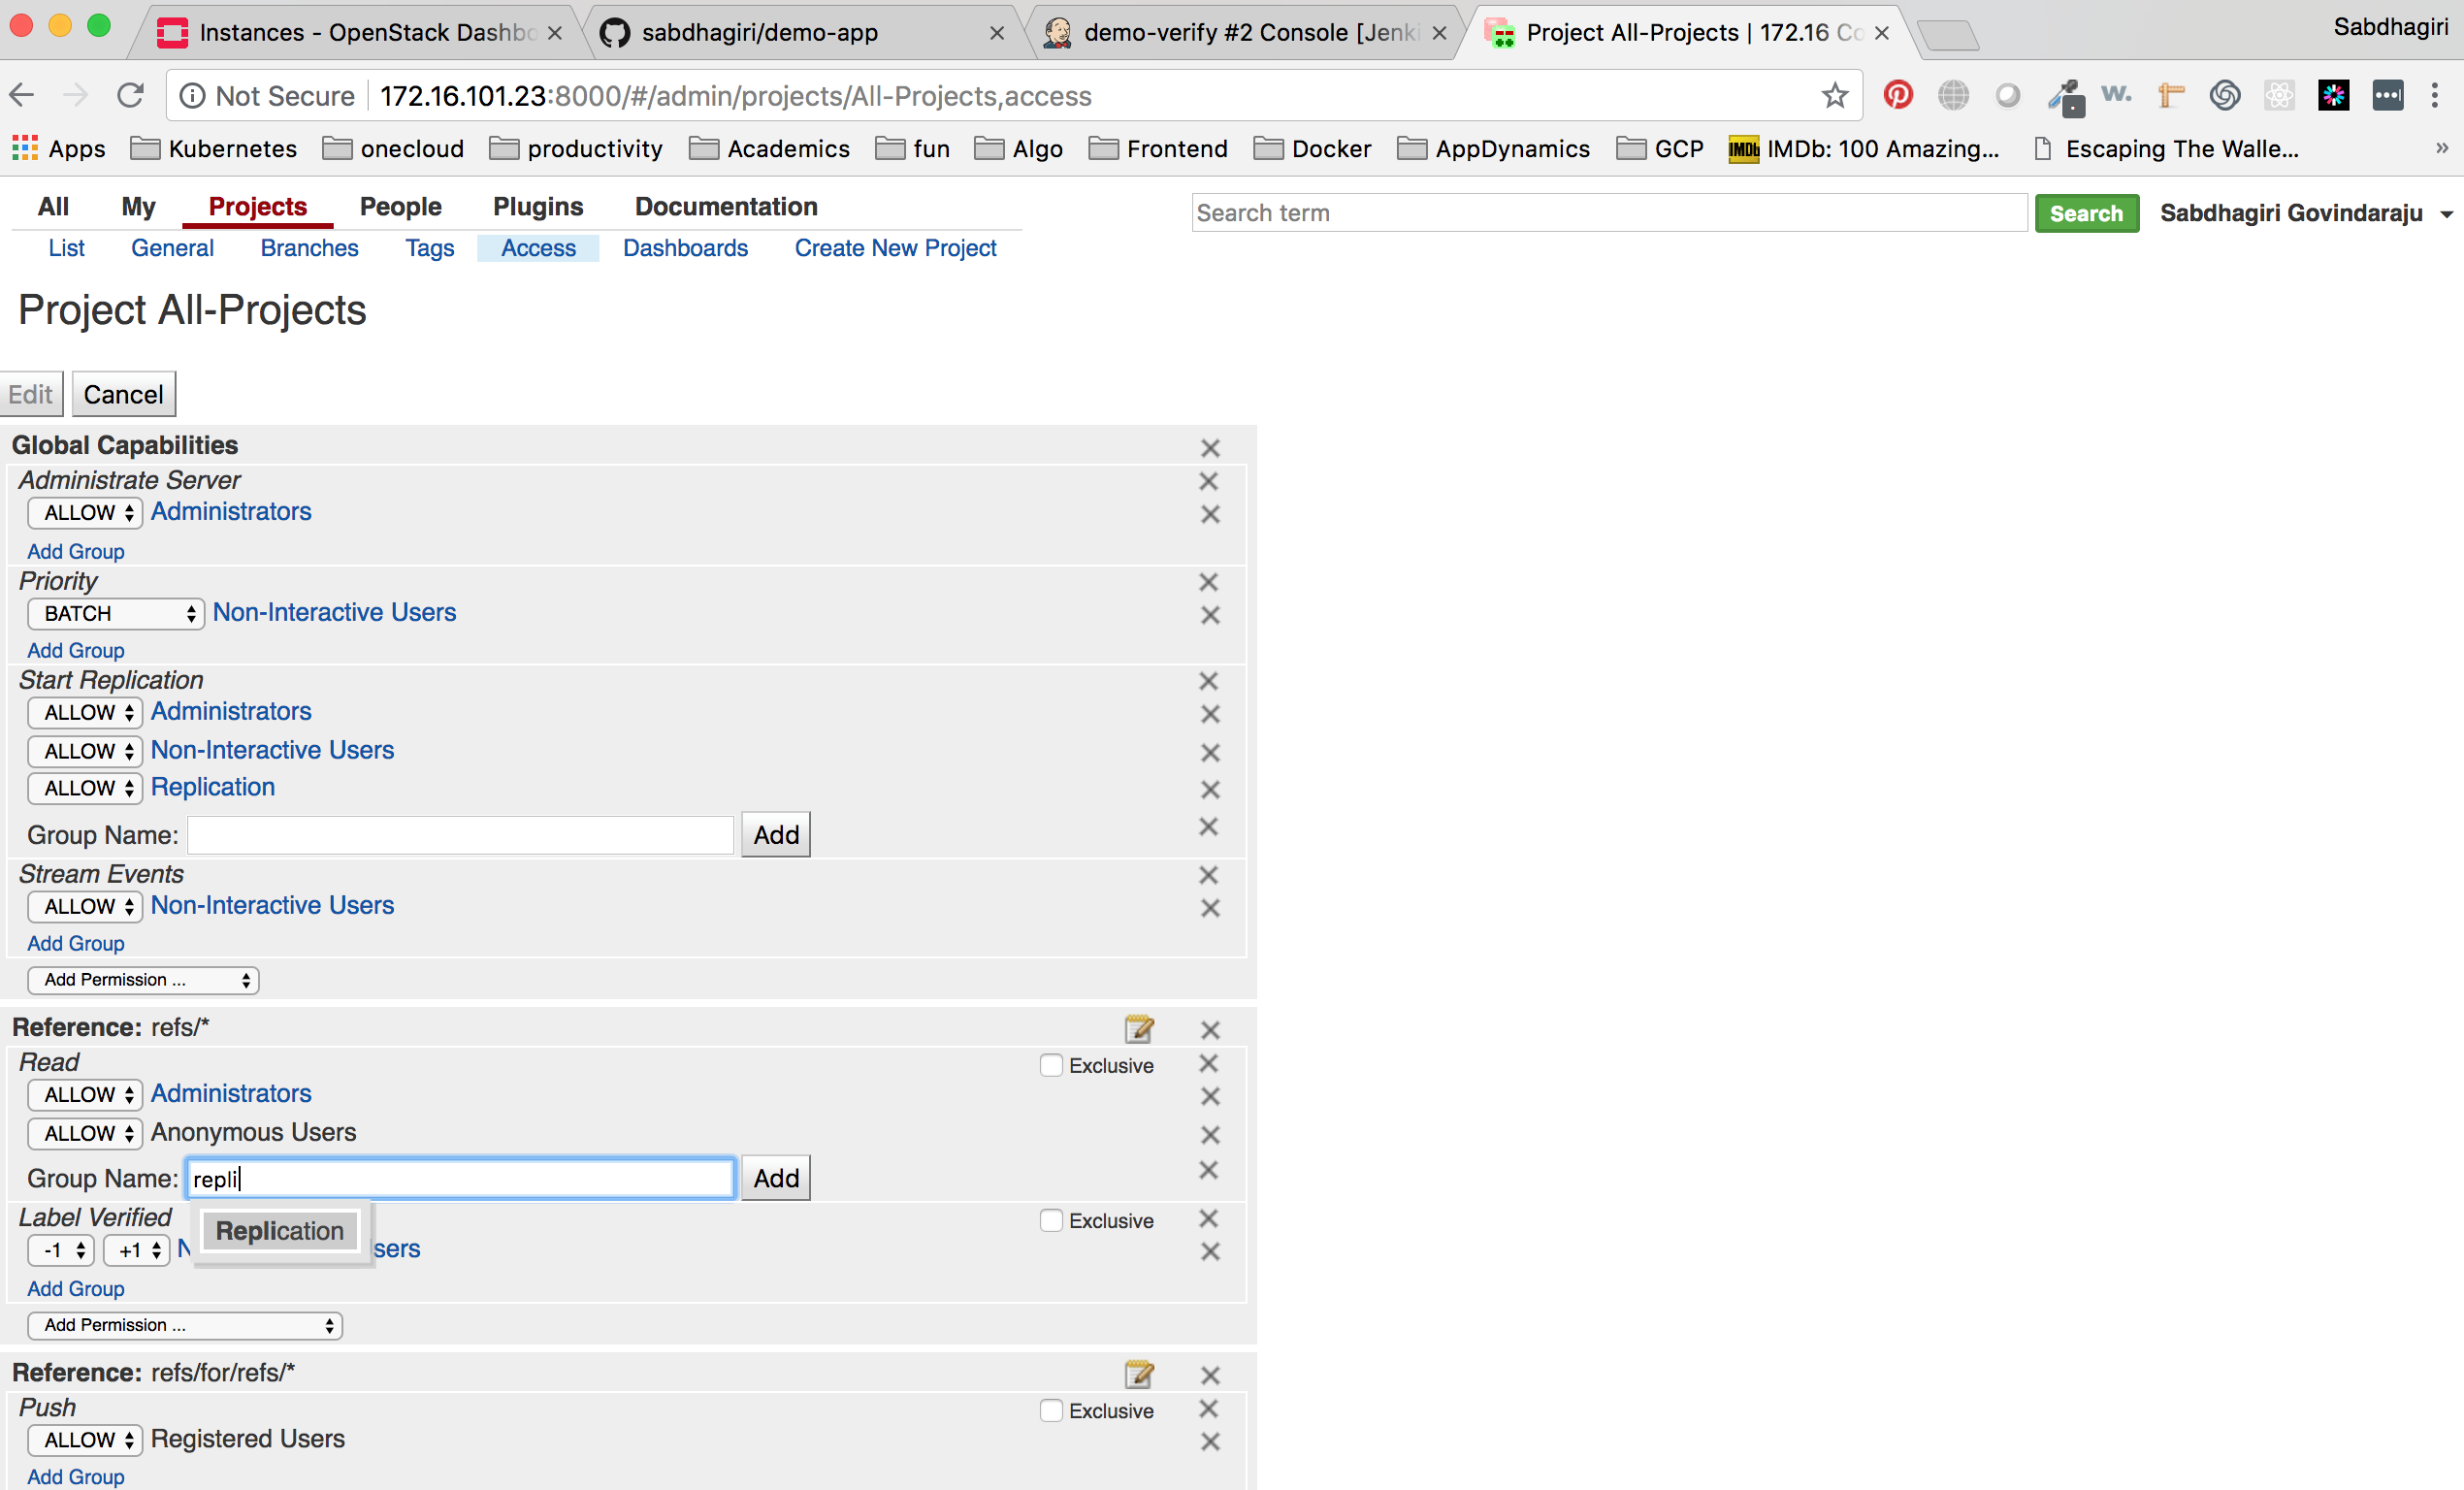 Instances - OpenStack Dashbo
sabdhagiri/demo-app
demo-verify #2 Console [Jenki
Project All-Projects | 172.16 Co
Sabdhagiri
Not Secure 172.16.101.23:8000/#/admin/projects/All-Projects,access
w.
Apps Kubernetes onecloud productivity Academics fun Algo Frontend Docker AppDynamics GCP IMDb IMDb: 100 Amazing... Escaping The Walle... »
All My Projects People Plugins Documentation
Search term Search Sabdhagiri Govindaraju
List General Branches Tags Access Dashboards Create New Project
Project All-Projects
Edit Cancel
Global Capabilities
Administrate Server
ALLOW Administrators
Add Group
Priority
BATCH Non-Interactive Users
Add Group
Start Replication
ALLOW Administrators
ALLOW Non-Interactive Users
ALLOW Replication
Group Name: Add
Stream Events
ALLOW Non-Interactive Users
Add Group
Add Permission ...
Reference: refs/*
Read Exclusive
ALLOW Administrators
ALLOW Anonymous Users
Group Name: repli Add
Label Verified Exclusive
Replication
-1 +1 N sers
Add Group
Add Permission ...
Reference: refs/for/refs/*
Push Exclusive
ALLOW Registered Users
Add Group